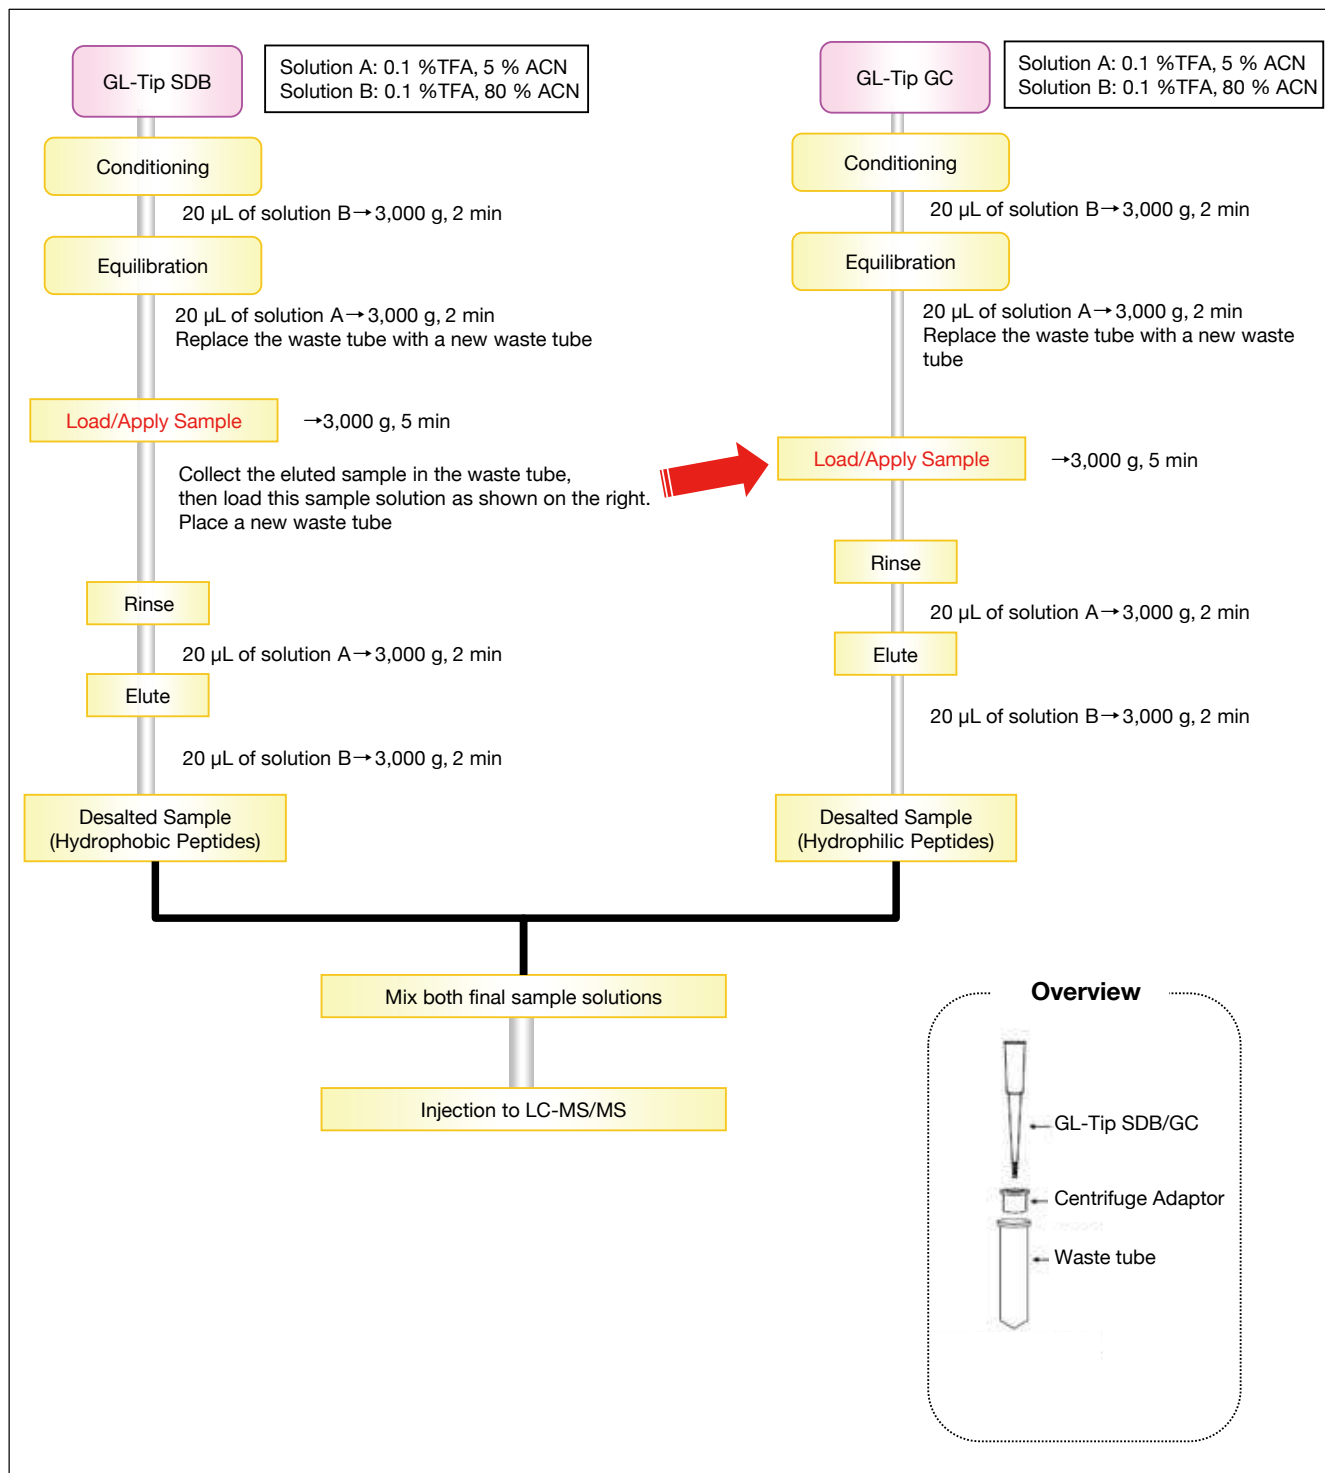 GL-Tip SDB
Solution A: 0.1 %TFA, 5 % ACN
Solution B: 0.1 %TFA, 80 % ACN
Conditioning
20 µL of solution B→3,000 g, 2 min
Equilibration
20 µL of solution A→3,000 g, 2 min
Replace the waste tube with a new waste tube
Load/Apply Sample
→3,000 g, 5 min
Collect the eluted sample in the waste tube,
then load this sample solution as shown on the right.
Place a new waste tube
Rinse
20 µL of solution A→3,000 g, 2 min
Elute
20 µL of solution B→3,000 g, 2 min
Desalted Sample
(Hydrophobic Peptides)
GL-Tip GC
Solution A: 0.1 %TFA, 5 % ACN
Solution B: 0.1 %TFA, 80 % ACN
Conditioning
20 µL of solution B→3,000 g, 2 min
Equilibration
20 µL of solution A→3,000 g, 2 min
Replace the waste tube with a new waste
tube
Load/Apply Sample
→3,000 g, 5 min
Rinse
20 µL of solution A→3,000 g, 2 min
Elute
20 µL of solution B→3,000 g, 2 min
Desalted Sample
(Hydrophilic Peptides)
Mix both final sample solutions
Injection to LC-MS/MS
Overview
GL-Tip SDB/GC
Centrifuge Adaptor
Waste tube